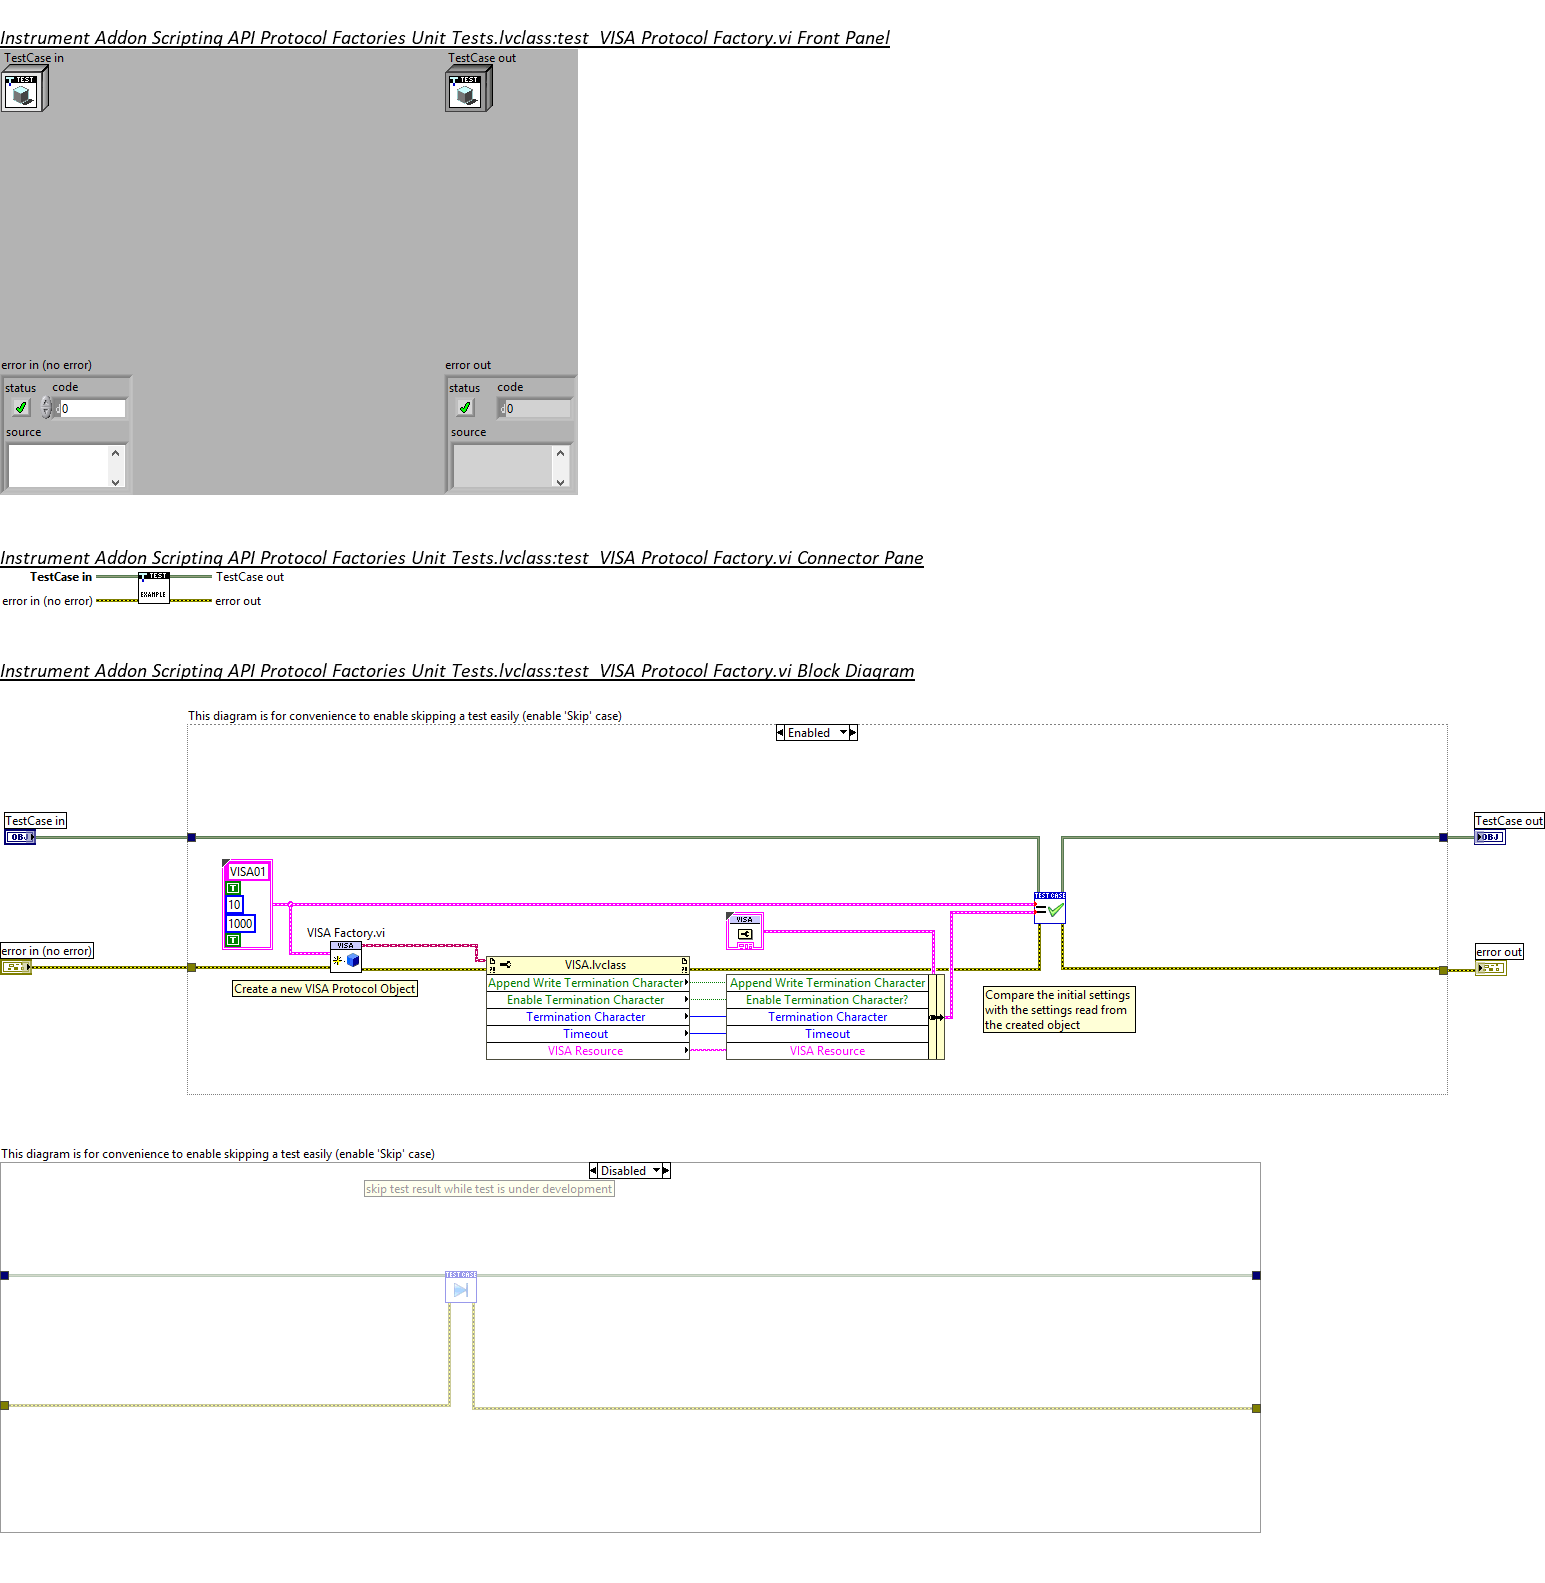 Instrument Addon Scripting API Protocol Factories Unit Tests.lvclass:test  VISA Protocol Factory.vi Front Panel
TestCase in
TestCase out
TEST
TEST
error in (no error)
error out
status
code
status
code
d0
d0
source
source
Instrument Addon Scripting API Protocol Factories Unit Tests.lvclass:test  VISA Protocol Factory.vi Connector Pane
TestCase in
TEST
TestCase out
EXAMPLE
error in (no error)
error out
Instrument Addon Scripting API Protocol Factories Unit Tests.lvclass:test  VISA Protocol Factory.vi Block Diagram
This diagram is for convenience to enable skipping a test easily (enable 'Skip' case)
Enabled
TestCase in
TestCase out
OBJ
OBJ
VISA01
T
10
1000
T
TEST CASE
VISA
VISA Factory.vi
VISA
error in (no error)
error out
VISA.lvclass
Create a new VISA Protocol Object
Append Write Termination Character
Append Write Termination Character
Enable Termination Character
Enable Termination Character?
Termination Character
Termination Character
Timeout
Timeout
VISA Resource
VISA Resource
Compare the initial settings
with the settings read from
the created object
This diagram is for convenience to enable skipping a test easily (enable 'Skip' case)
Disabled
skip test result while test is under development
TEST CASE